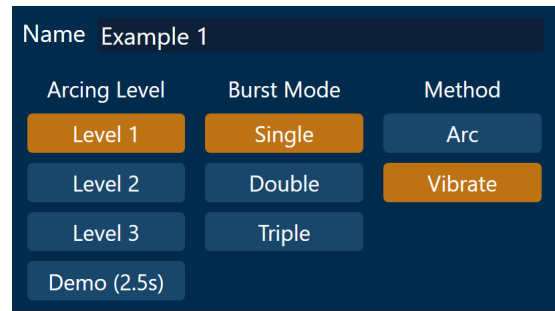 Name Example 1
Arcing Level Burst Mode Method
Level 1 Single Arc
Level 2 Double Vibrate
Level 3 Triple
Demo (2.5s)